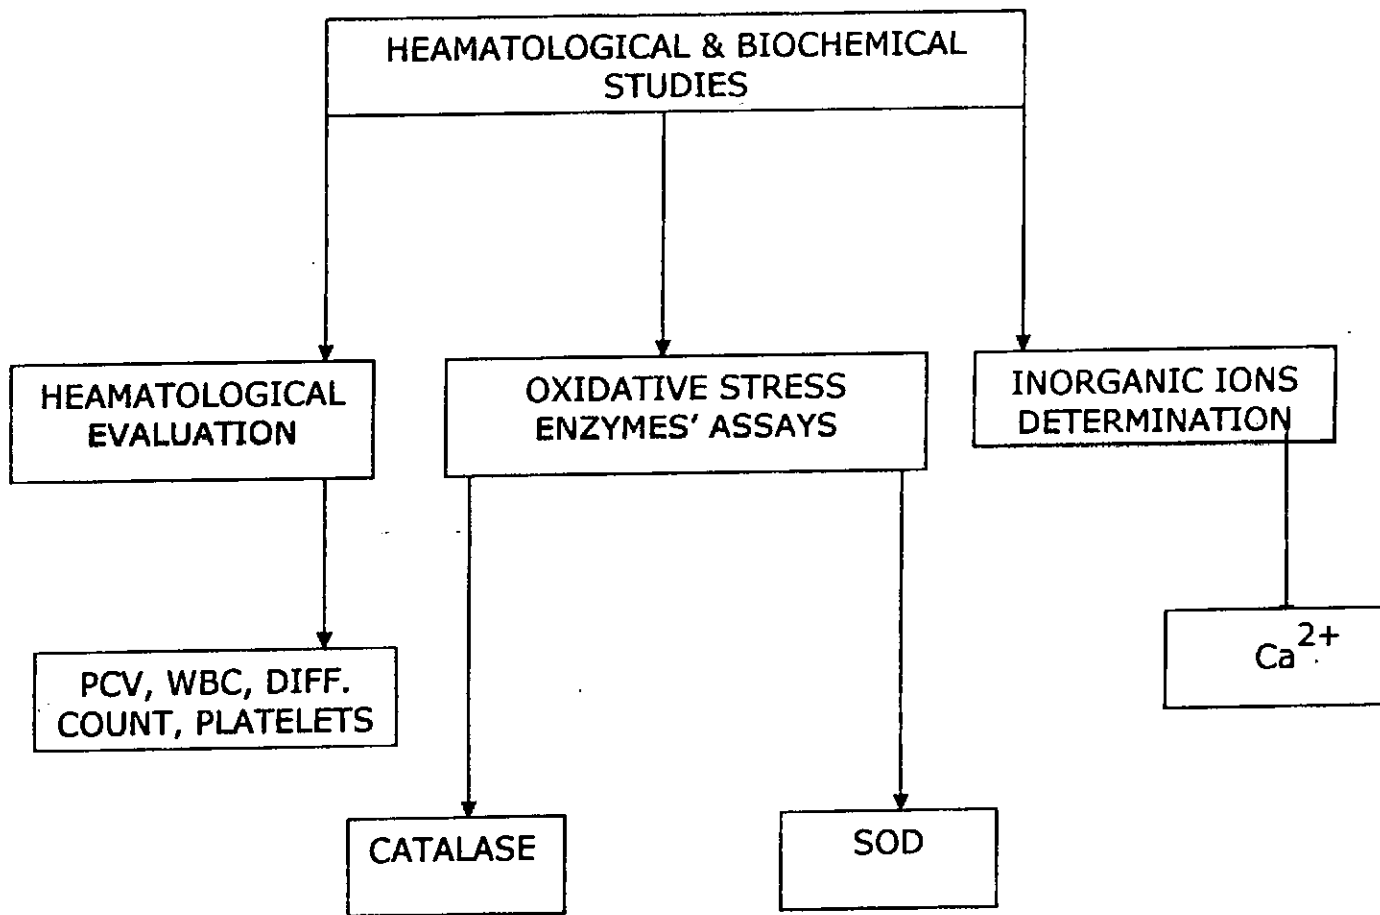 HEAMATOLOGICAL & BIOCHEMICAL
STUDIES
HEAMATOLOGICAL
EVALUATION
OXIDATIVE STRESS
ENZYMES’ ASSAYS
INORGANIC IONS
DETERMINATION
PCV, WBC, DIFF.
COUNT, PLATELETS
Ca²⁺
CATALASE
SOD